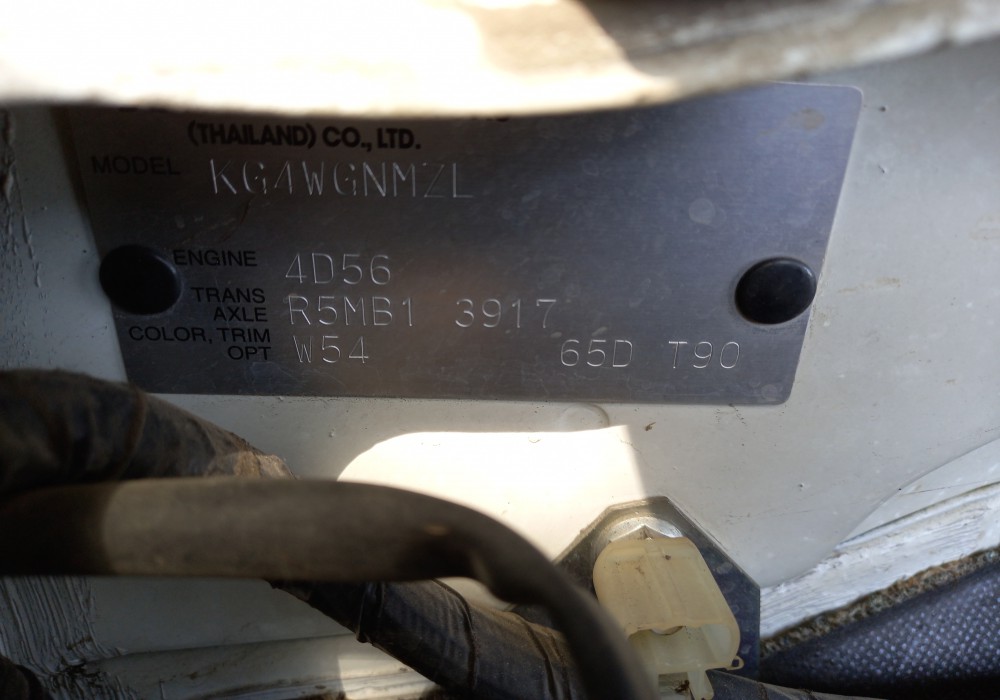 (THAILAND) CO., LTD.
MODEL KG4WGNMZL
ENGINE 4D56
TRANS
AXLE R5MB1 3917
COLOR, TRIM
OPT W54 65D T90